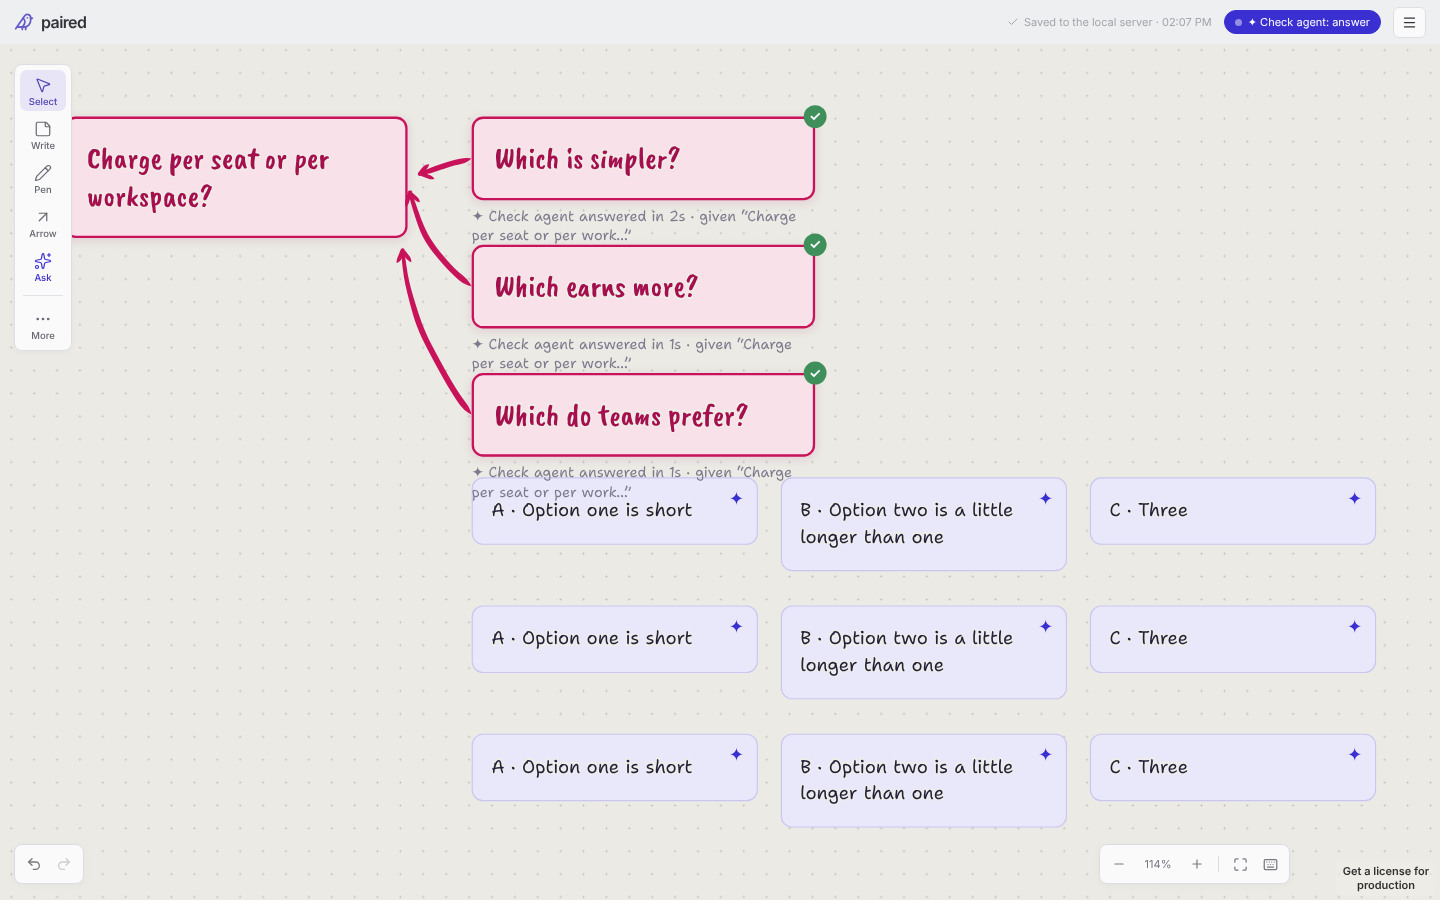 paired
Saved to the local server · 02:07 PM
✦ Check agent: answer
Select
Write
Pen
Arrow
Ask
More
Charge per seat or per
workspace?
Which is simpler?
✦ Check agent answered in 2s · given “Charge
per seat or per work…”
Which earns more?
✦ Check agent answered in 1s · given “Charge
per seat or per work…”
Which do teams prefer?
✦ Check agent answered in 1s · given “Charge
per seat or per work…”
A · Option one is short
B · Option two is a little
longer than one
C · Three
A · Option one is short
B · Option two is a little
longer than one
C · Three
A · Option one is short
B · Option two is a little
longer than one
C · Three
114%
Get a license for
production